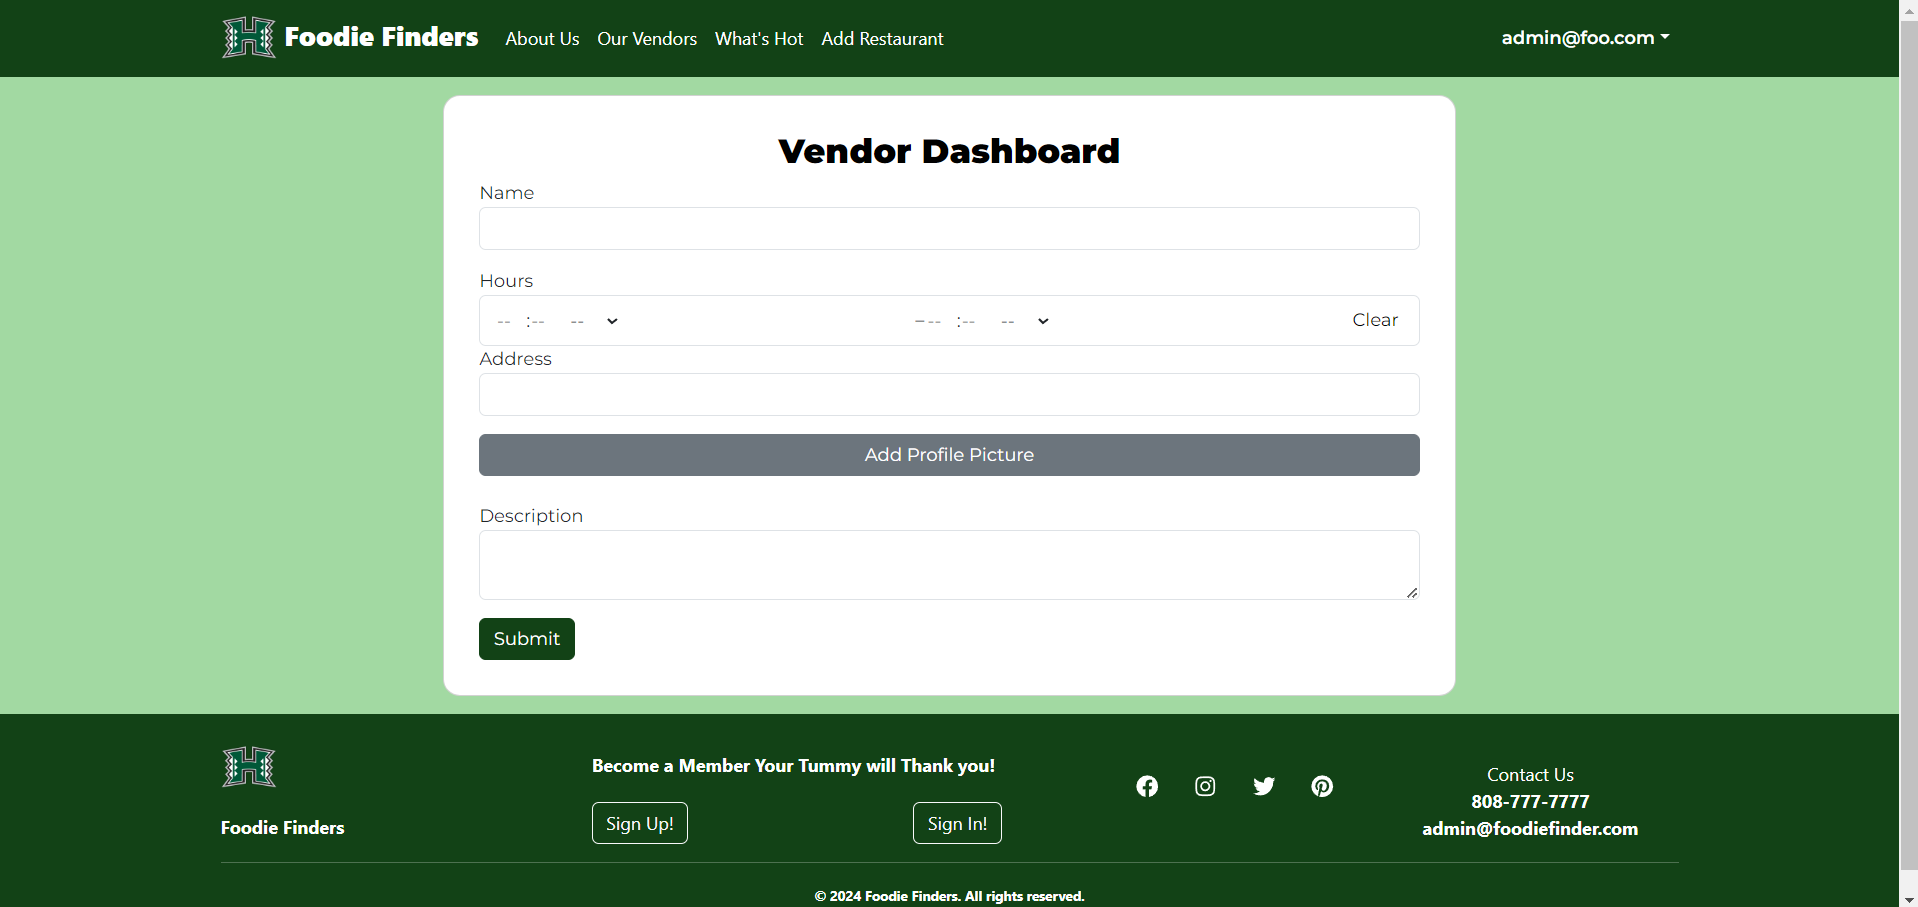 Foodie Finders About Us Our Vendors What's Hot Add Restaurant admin@foo.com
Vendor Dashboard
Name
Hours
-- :-- -- –-- :-- -- Clear
Address
Add Profile Picture
Description
Submit
Become a Member Your Tummy will Thank you!
Sign Up! Sign In!
Foodie Finders
Contact Us
808-777-7777
admin@foodiefinder.com
© 2024 Foodie Finders. All rights reserved.